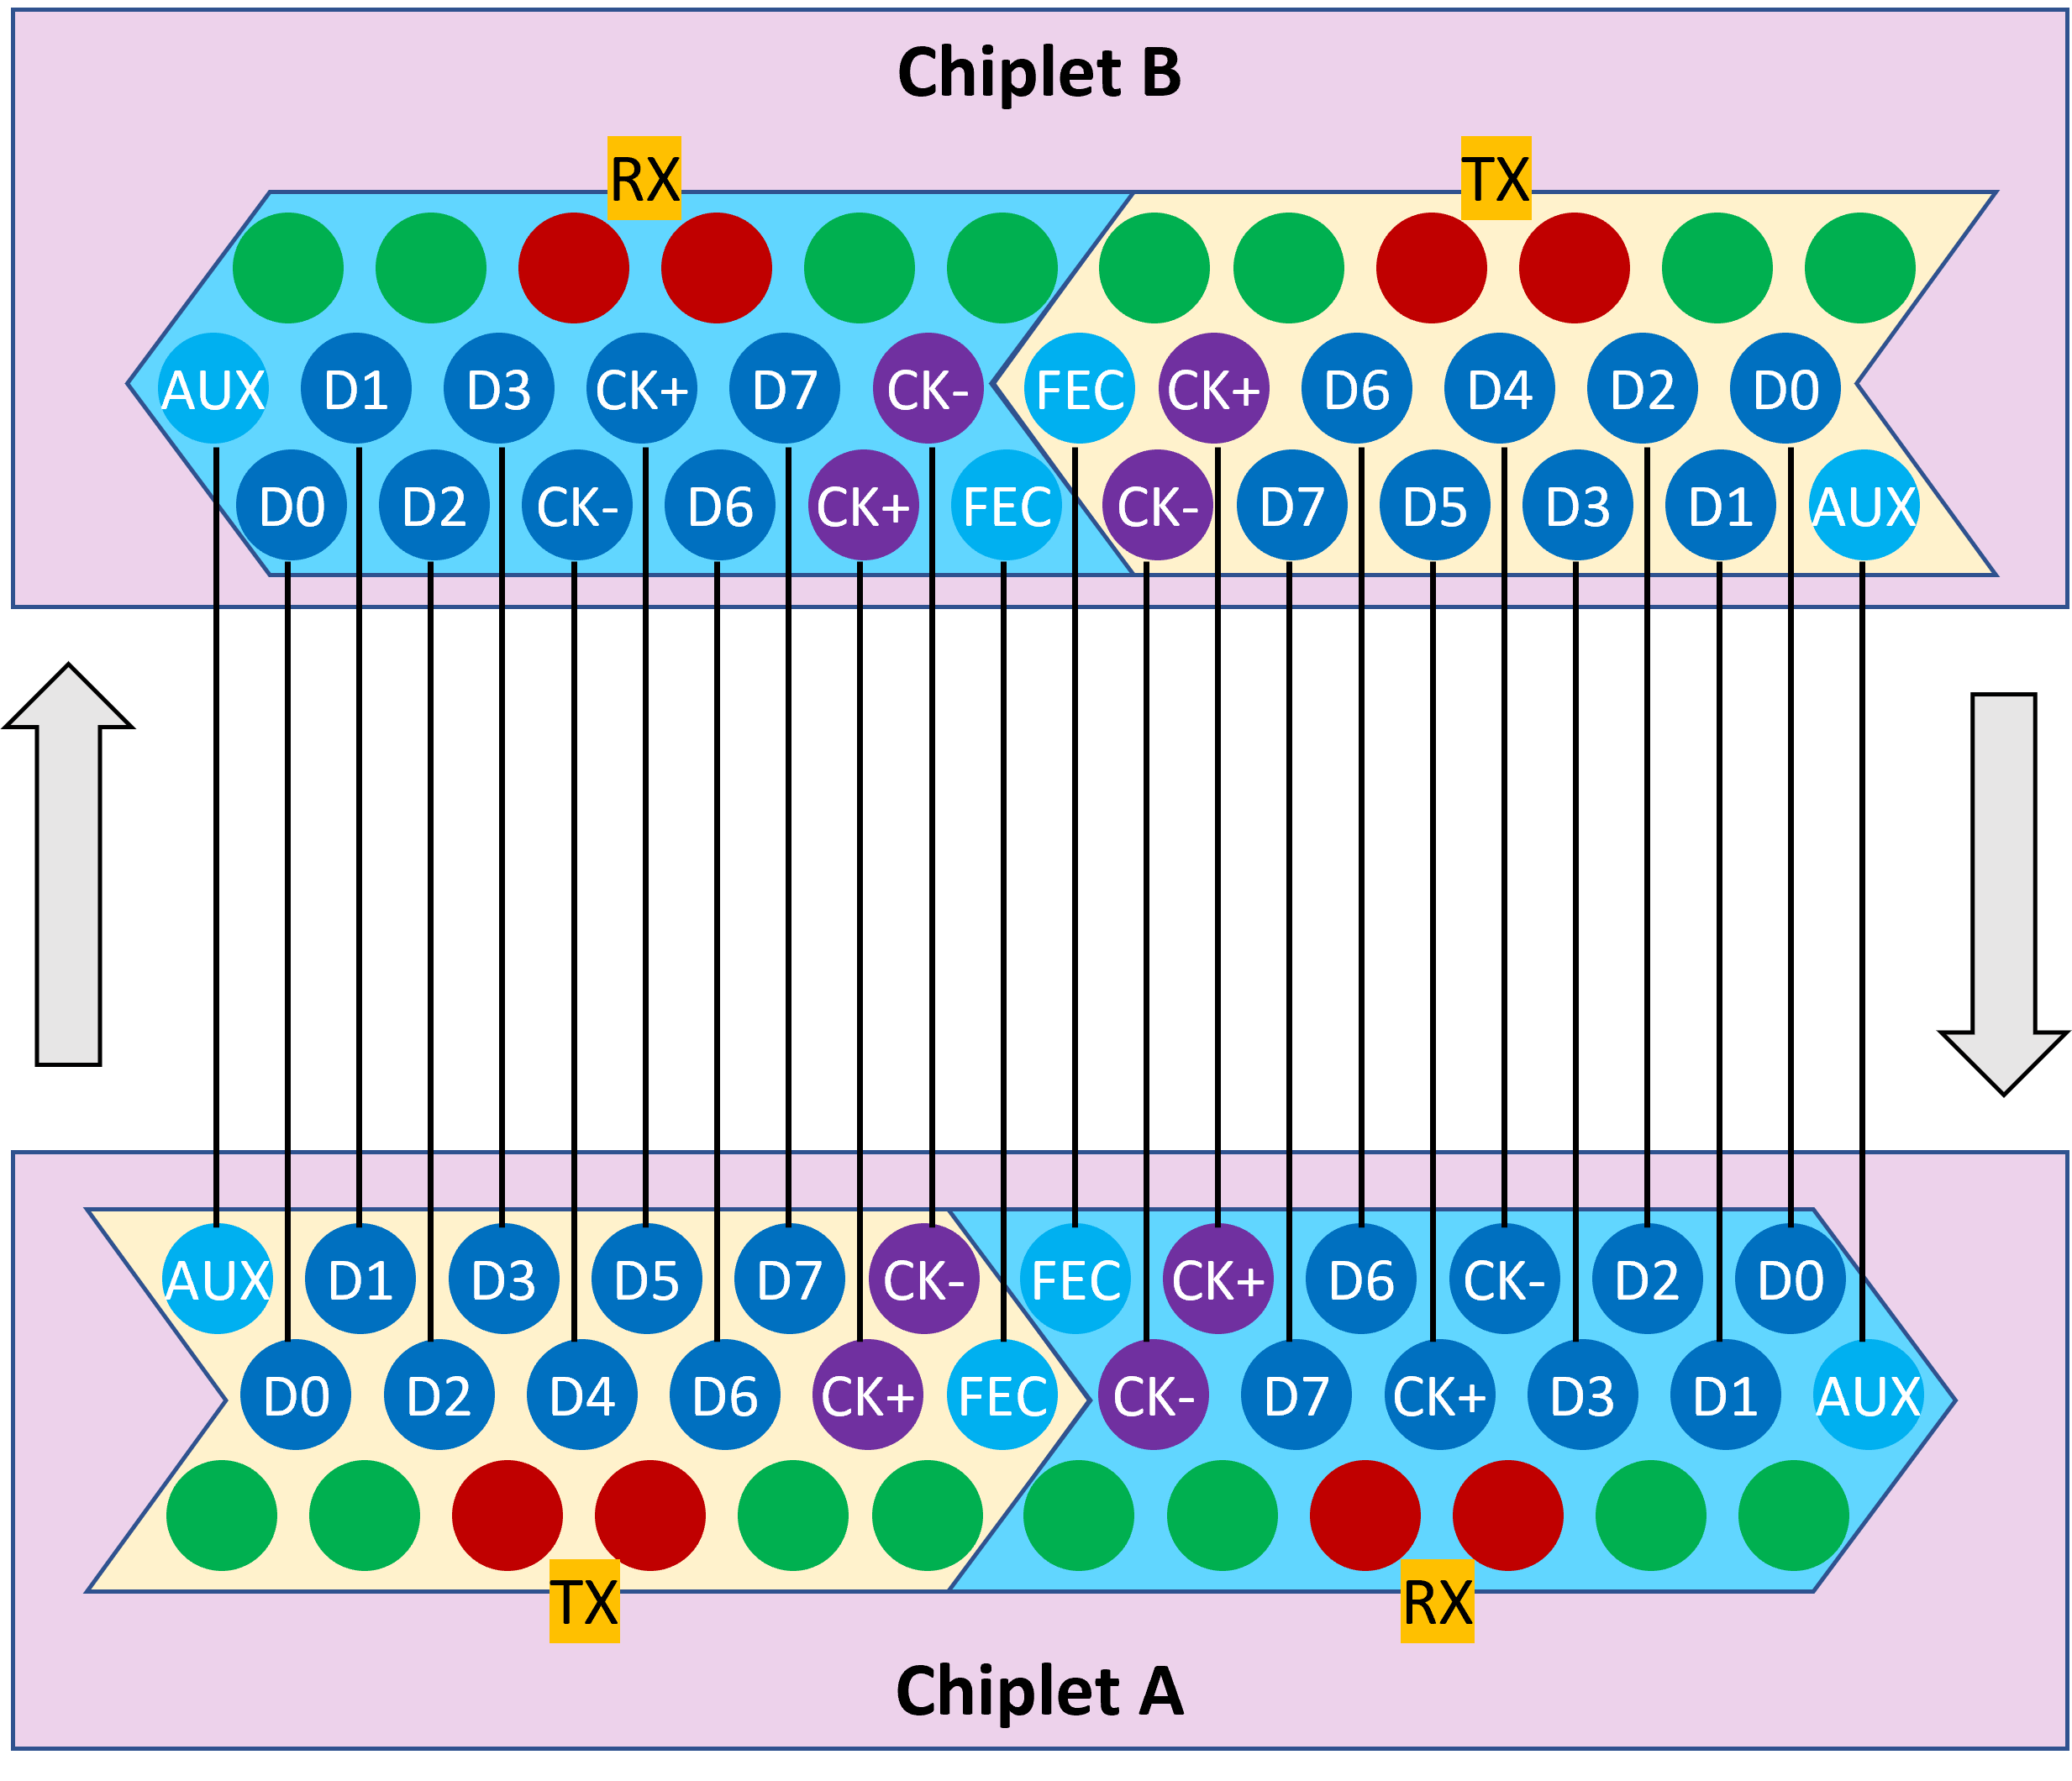 Chiplet B
RX TX
AUX D1 D3 CK+ D7 CK- FEC CK+ D6 D4 D2 D0
D0 D2 CK- D6 CK+ FEC CK- D7 D5 D3 D1 AUX
AUX D1 D3 D5 D7 CK- FEC CK+ D6 CK- D2 D0
D0 D2 D4 D6 CK+ FEC CK- D7 CK+ D3 D1 AUX
TX RX
Chiplet A